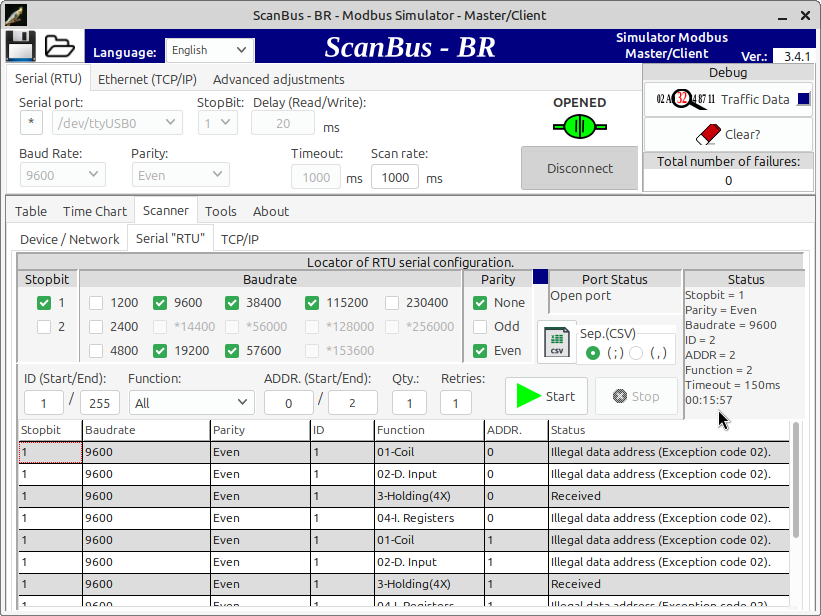 ScanBus - BR - Modbus Simulator - Master/Client
Language: English
ScanBus - BR
Simulator Modbus
Master/Client
Ver.: 3.4.1
Serial (RTU) Ethernet (TCP/IP) Advanced adjustments
Serial port: StopBit: Delay (Read/Write):
* /dev/ttyUSB0 1 20 ms
OPENED
Baud Rate: Parity: Timeout: Scan rate:
9600 Even 1000 ms 1000 ms
Disconnect
Debug
Traffic Data
Clear?
Total number of failures:
0
Table Time Chart Scanner Tools About
Device / Network Serial "RTU" TCP/IP
Locator of RTU serial configuration.
Stopbit Baudrate Parity Port Status Status
1 1200 9600 38400 115200 230400 None
2 2400 *14400 *56000 *128000 *256000 Odd
4800 19200 57600 *153600 Even
Open port
CSV
Sep.(CSV)
(;) (,)
Stopbit = 1
Parity = Even
Baudrate = 9600
ID = 2
ADDR = 2
Function = 2
Timeout = 150ms
00:15:57
ID (Start/End): Function: ADDR. (Start/End): Qty.: Retries:
1 / 255 All 0 / 2 1 1 Start Stop
Stopbit Baudrate Parity ID Function ADDR. Status
1 9600 Even 1 01-Coil 0 Illegal data address (Exception code 02).
1 9600 Even 1 02-D. Input 0 Illegal data address (Exception code 02).
1 9600 Even 1 3-Holding(4X) 0 Received
1 9600 Even 1 04-I. Registers 0 Illegal data address (Exception code 02).
1 9600 Even 1 01-Coil 1 Illegal data address (Exception code 02).
1 9600 Even 1 02-D. Input 1 Illegal data address (Exception code 02).
1 9600 Even 1 3-Holding(4X) 1 Received
1 9600 Even 1 04-I. Registers 1 Illegal data address (Exception code 02).